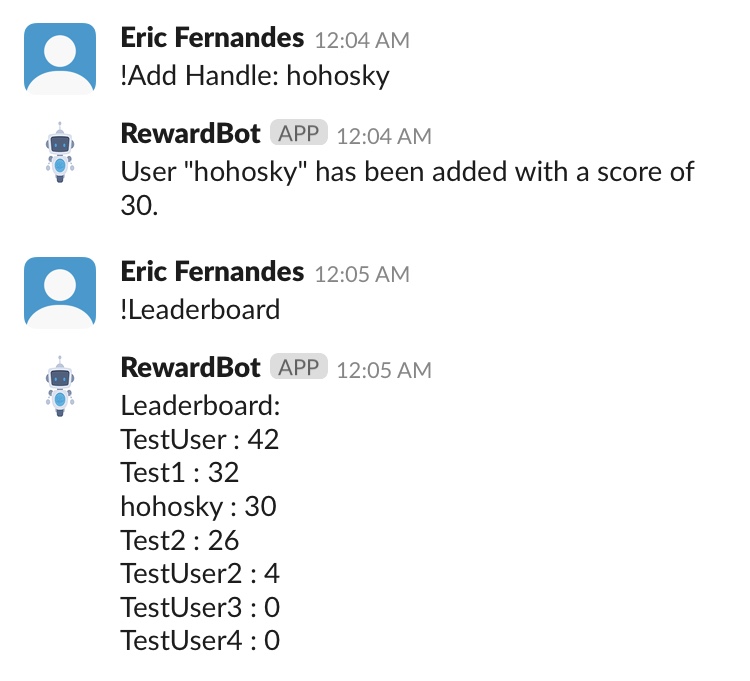 Eric Fernandes 12:04 AM
!Add Handle: hohosky
RewardBot APP 12:04 AM
User "hohosky" has been added with a score of
30.
Eric Fernandes 12:05 AM
!Leaderboard
RewardBot APP 12:05 AM
Leaderboard:
TestUser : 42
Test1 : 32
hohosky : 30
Test2 : 26
TestUser2 : 4
TestUser3 : 0
TestUser4 : 0